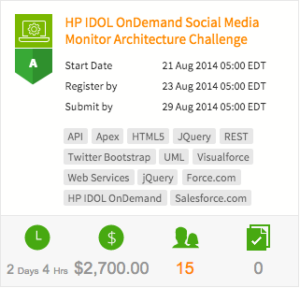 HP IDOL OnDemand Social Media
Monitor Architecture Challenge
A
Start Date 21 Aug 2014 05:00 EDT
Register by 23 Aug 2014 05:00 EDT
Submit by 29 Aug 2014 05:00 EDT
API Apex HTML5 JQuery REST
Twitter Bootstrap UML Visualforce
Web Services jQuery Force.com
HP IDOL OnDemand Salesforce.com
$
2 Days 4 Hrs $2,700.00 15 0